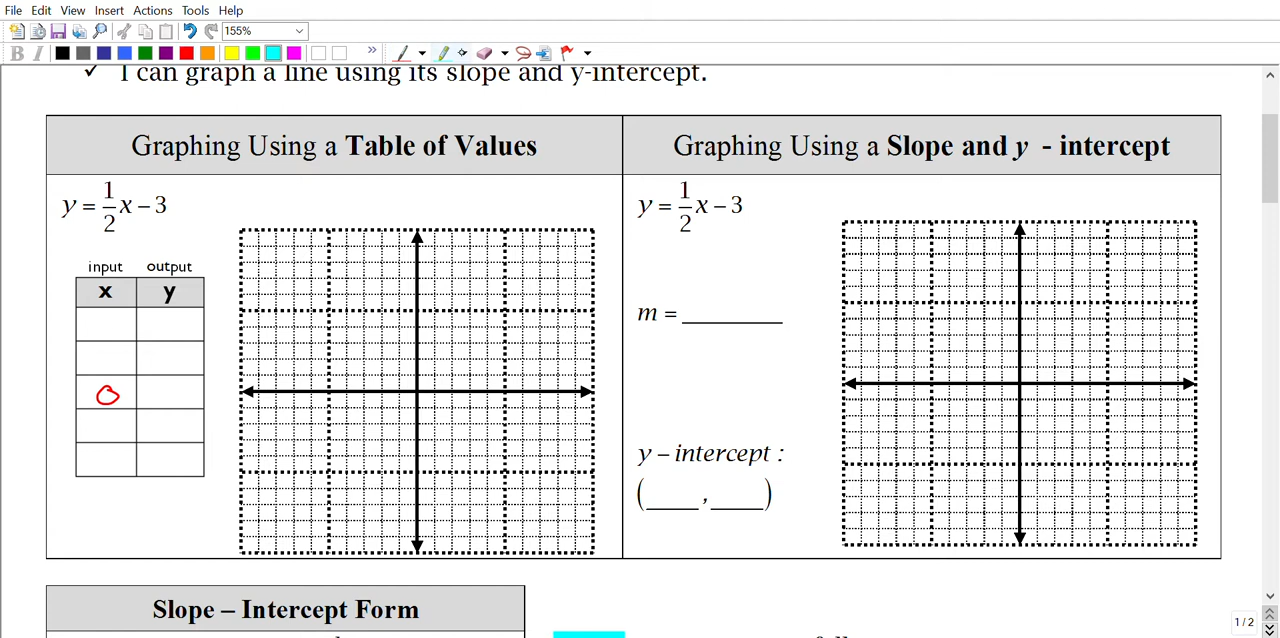 File Edit View Insert Actions Tools Help
155%
B I
»
✓ I can graph a line using its slope and y-intercept.
Graphing Using a Table of Values
Graphing Using a Slope and y - intercept
y = 1/2 x – 3
input output
x y
0
y = 1/2 x – 3
m = ________
y – intercept :
(____ , ____)
Slope – Intercept Form
1 / 2